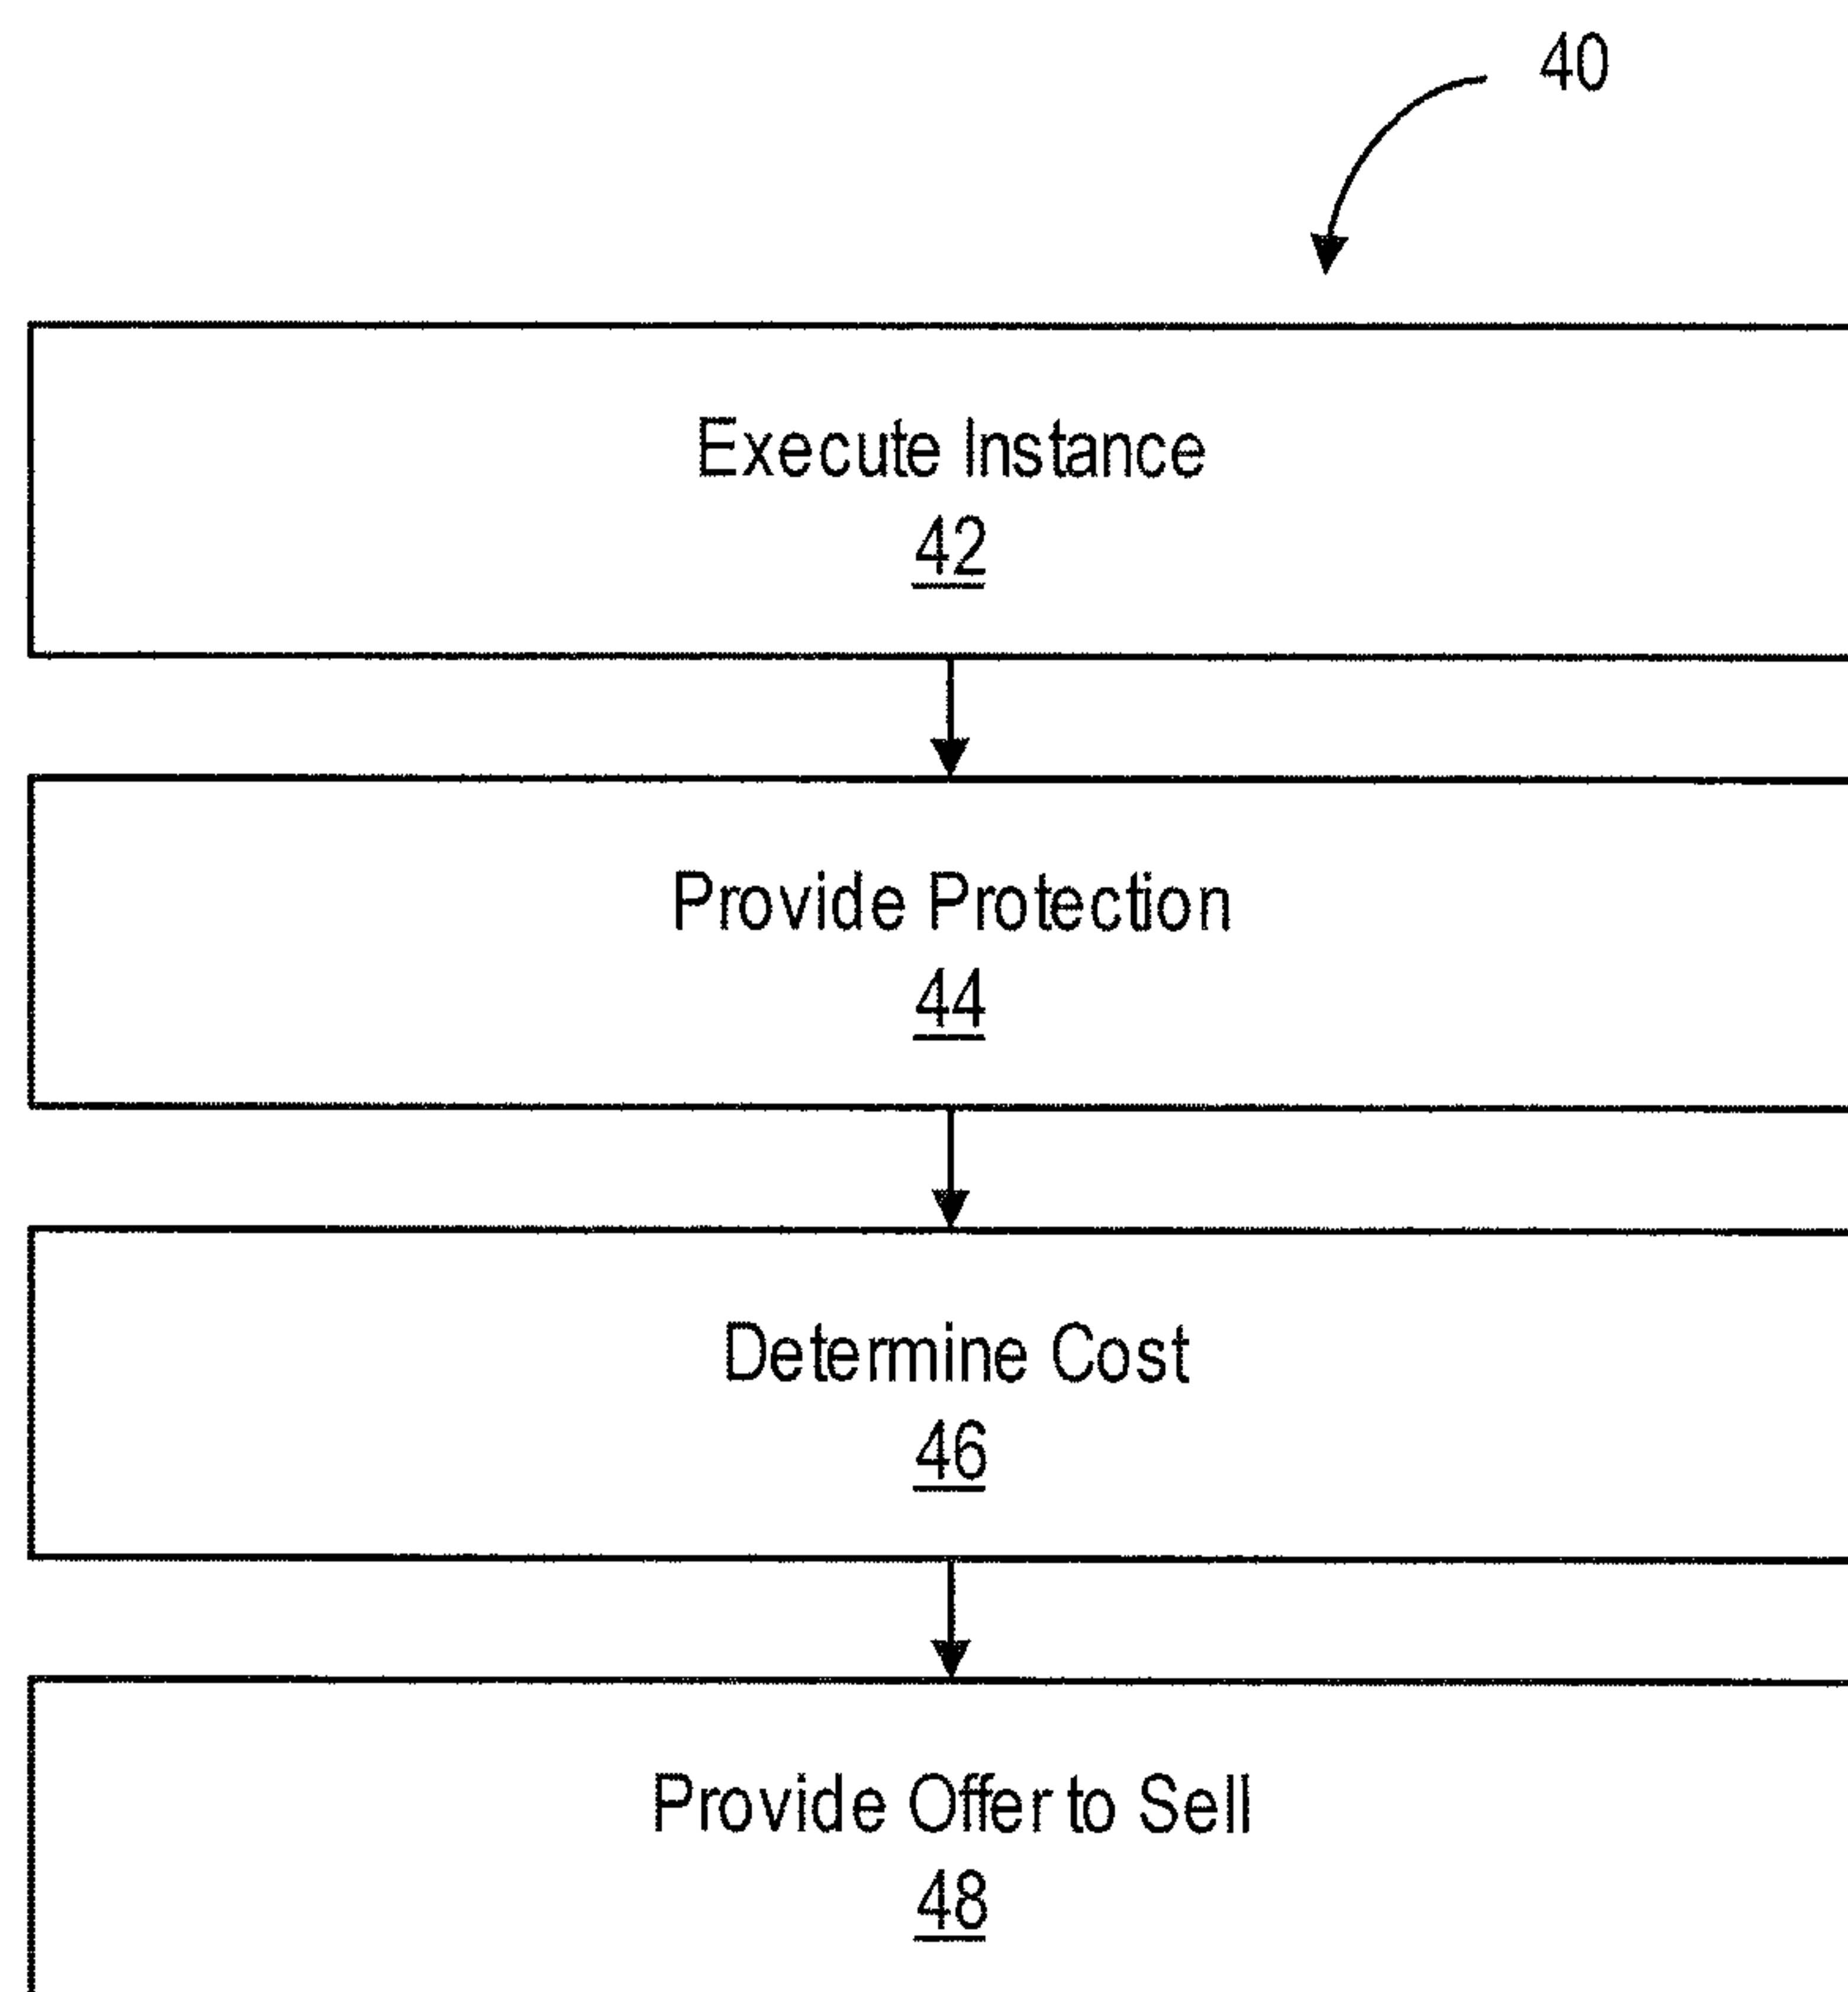 40
Execute Instance
42
Provide Protection
44
Determine Cost
46
Provide Offer to Sell
48